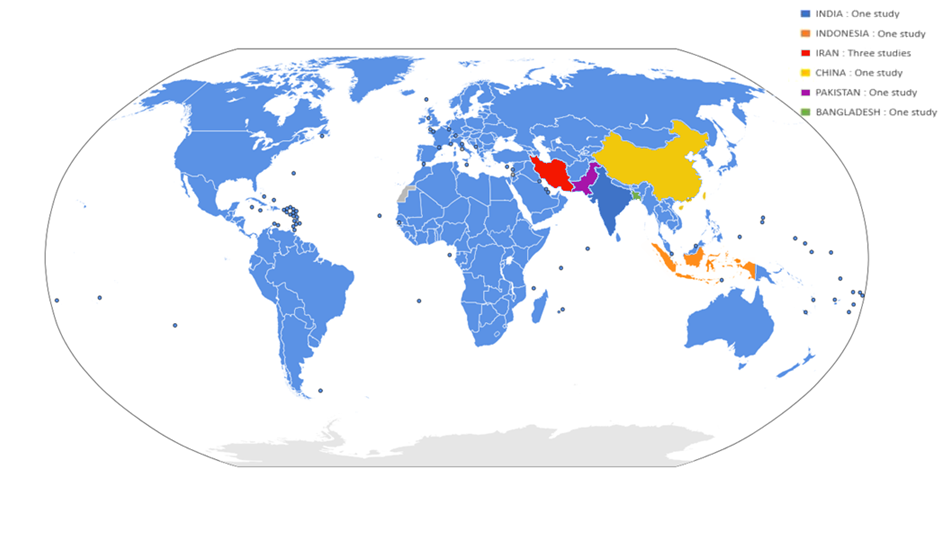 INDIA : One study
INDONESIA : One study
IRAN : Three studies
CHINA : One study
PAKISTAN : One study
BANGLADESH : One study